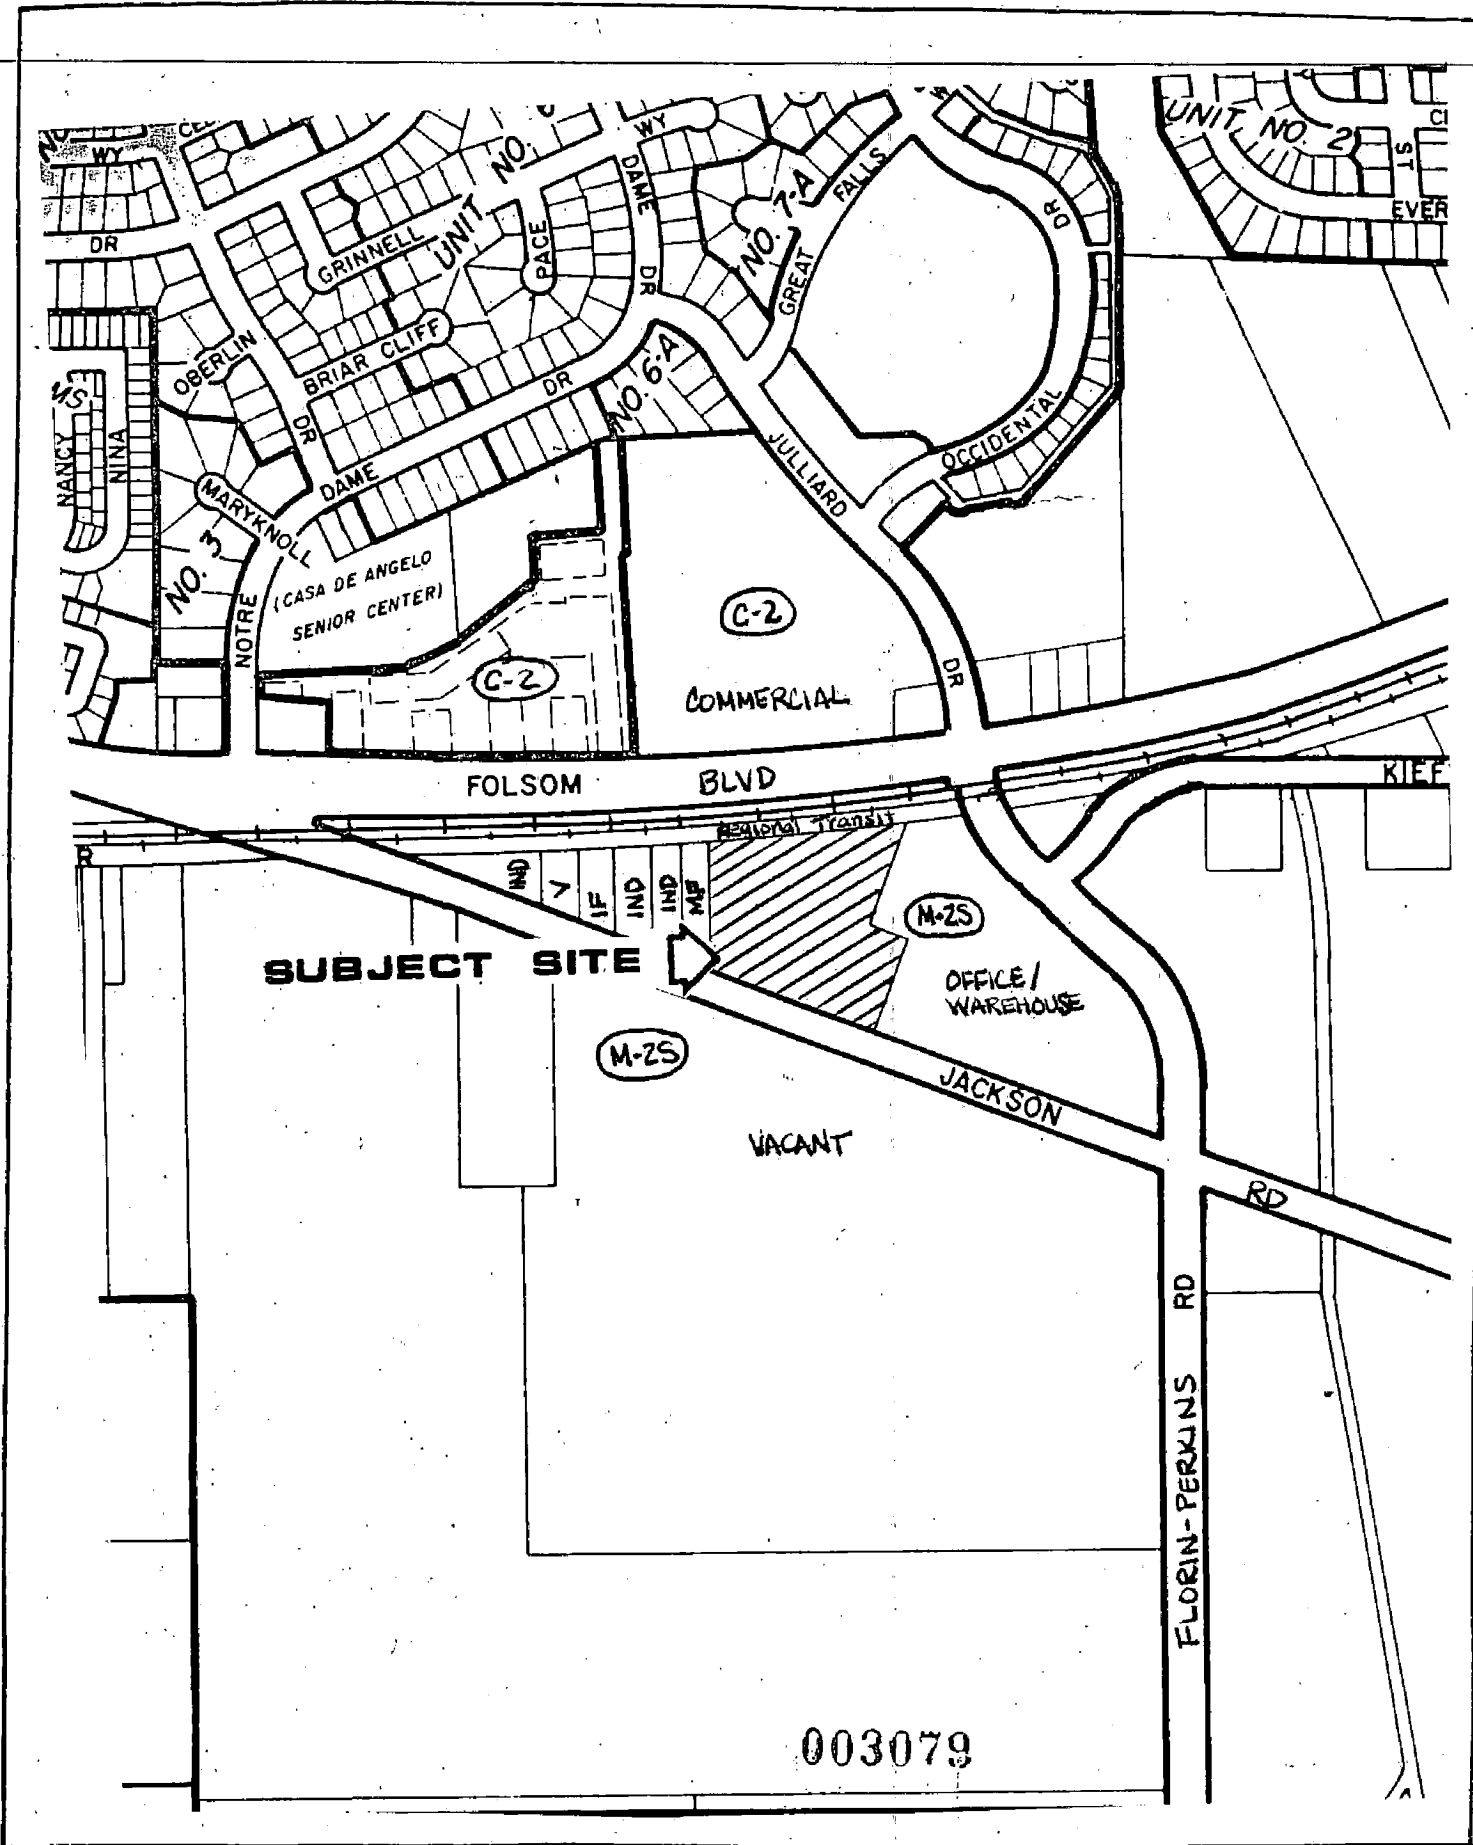 WY
WY
UNIT NO. 2
ST
EVER
DR
GRINNELL
UNIT NO.
PACE
DAME
DR
NO. 7-A
GREAT FALLS
DR
OBERLIN
BRIAR CLIFF
DR
NO. 6-A
DR
NANCY
NINA
DAME
MARYKNOLL
NO. 3
JULLIARD
OCCIDENTAL
(CASA DE ANGELO
SENIOR CENTER)
NOTRE
C-2
C-2
COMMERCIAL
DR
FOLSOM BLVD
KIEF
Regional Transit
R
IND
V
IF
IND
IND
MF
M-2S
SUBJECT SITE
OFFICE/
WAREHOUSE
M-2S
JACKSON
VACANT
RD
RD
FLORIN-PERKINS
003079